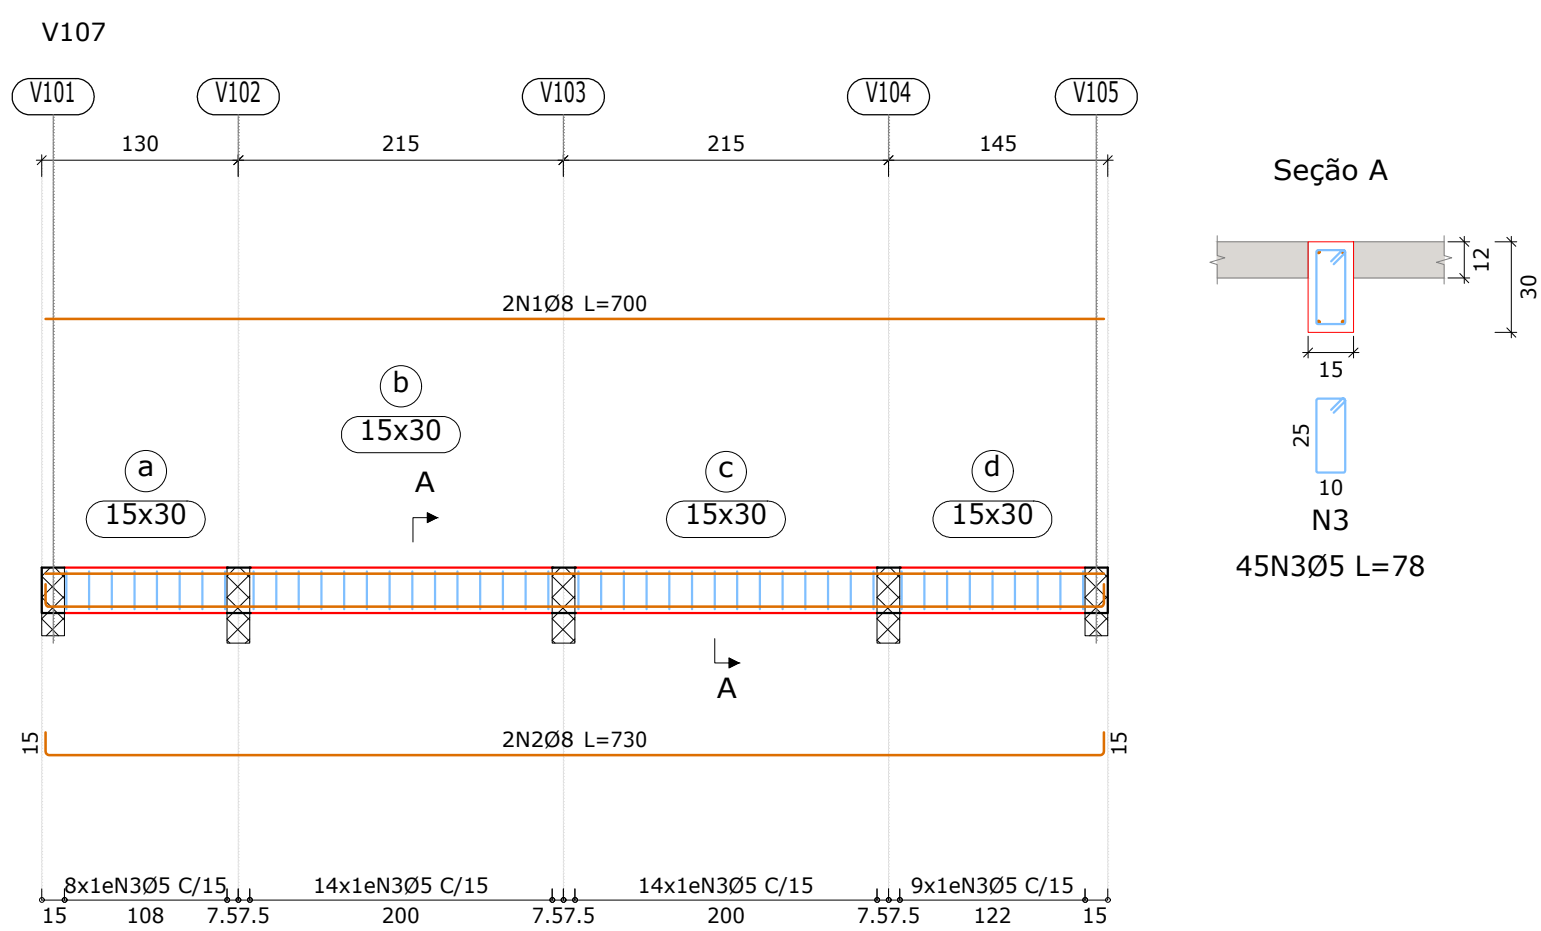 V107
V101 V102 V103 V104 V105
130 215 215 145
Seção A
12
30
15
2N1Ø8 L=700
b
15x30
a
15x30
A
c
15x30
d
15x30
25
10
N3
45N3Ø5 L=78
A
15 2N2Ø8 L=730 15
8x1eN3Ø5 C/15 14x1eN3Ø5 C/15 14x1eN3Ø5 C/15 9x1eN3Ø5 C/15
15 108 7.57.5 200 7.57.5 200 7.57.5 122 15